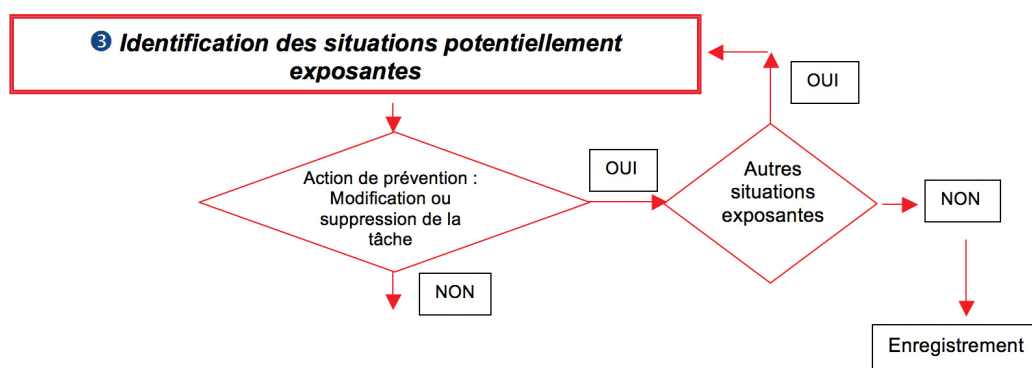 ❸ Identification des situations potentiellement
exposantes
OUI
Action de prévention :
Modification ou
suppression de la
tâche
OUI
Autres
situations
exposantes
NON
NON
Enregistrement